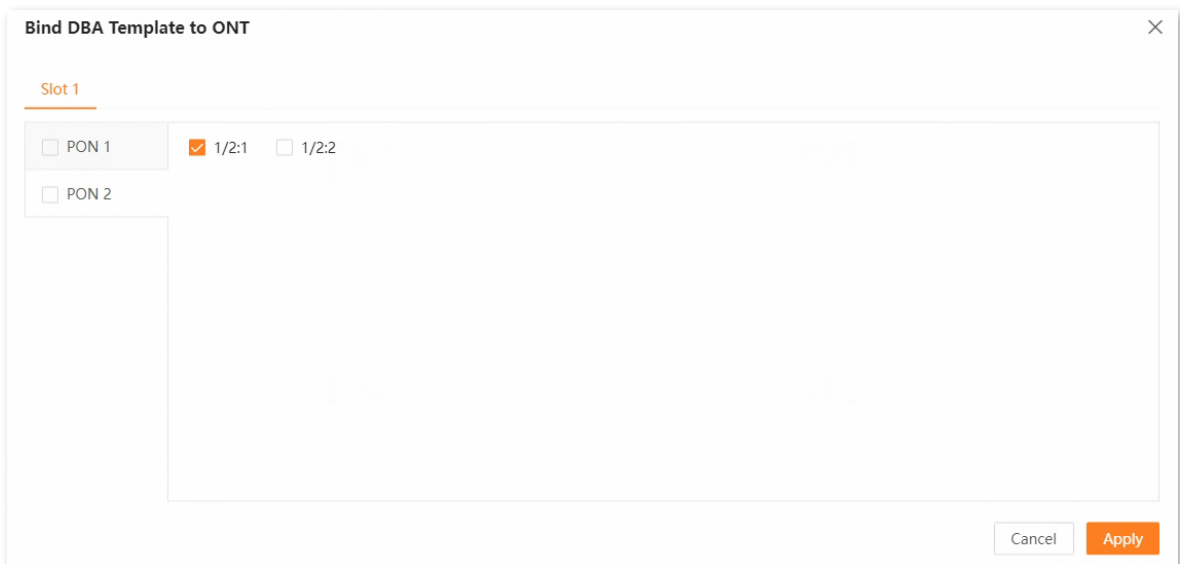 Bind DBA Template to ONT
Slot 1
PON 1
1/2:1 1/2:2
PON 2
Cancel Apply